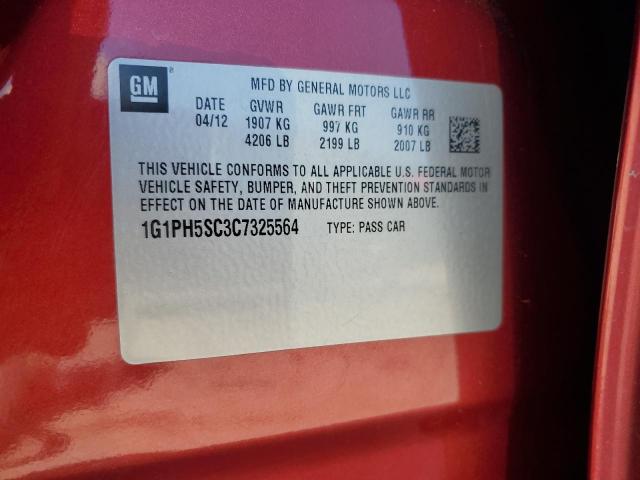 GM ®
MFD BY GENERAL MOTORS LLC
DATE GVWR GAWR FRT GAWR RR
04/12 1907 KG 997 KG 910 KG
4206 LB 2199 LB 2007 LB
THIS VEHICLE CONFORMS TO ALL APPLICABLE U.S. FEDERAL MOTOR
VEHICLE SAFETY, BUMPER, AND THEFT PREVENTION STANDARDS IN
EFFECT ON THE DATE OF MANUFACTURE SHOWN ABOVE.
1G1PH5SC3C7325564 TYPE: PASS CAR